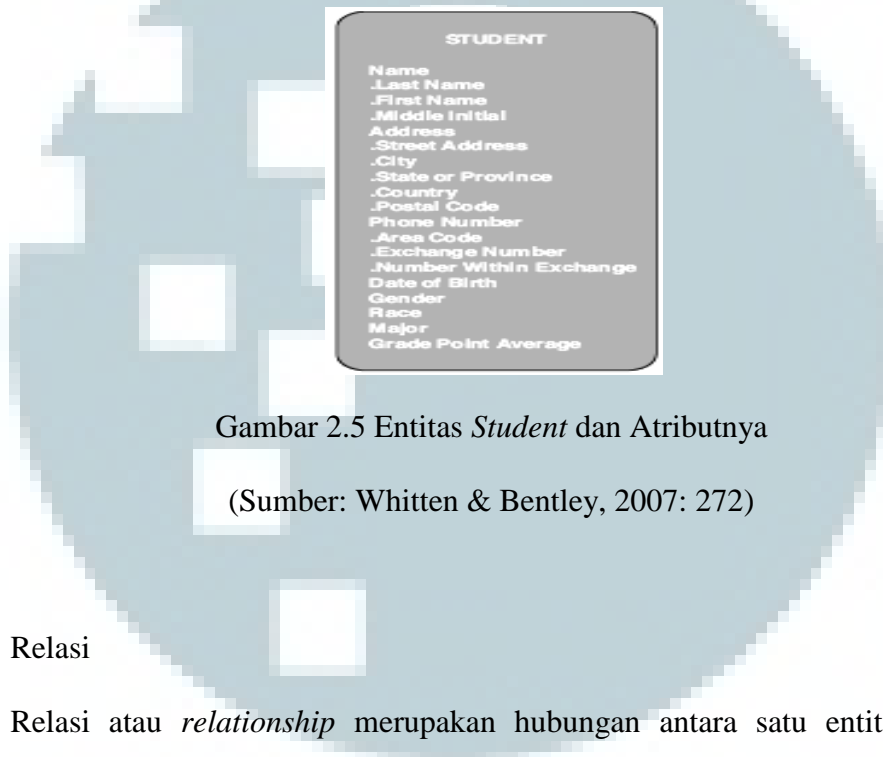 STUDENT
Name
.Last Name
.First Name
.Middle Initial
Address
.Street Address
.City
.State or Province
.Country
.Postal Code
Phone Number
.Area Code
.Exchange Number
.Number Within Exchange
Date of Birth
Gender
Race
Major
Grade Point Average
Gambar 2.5 Entitas Student dan Atributnya
(Sumber: Whitten & Bentley, 2007: 272)
Relasi
Relasi atau relationship merupakan hubungan antara satu entit